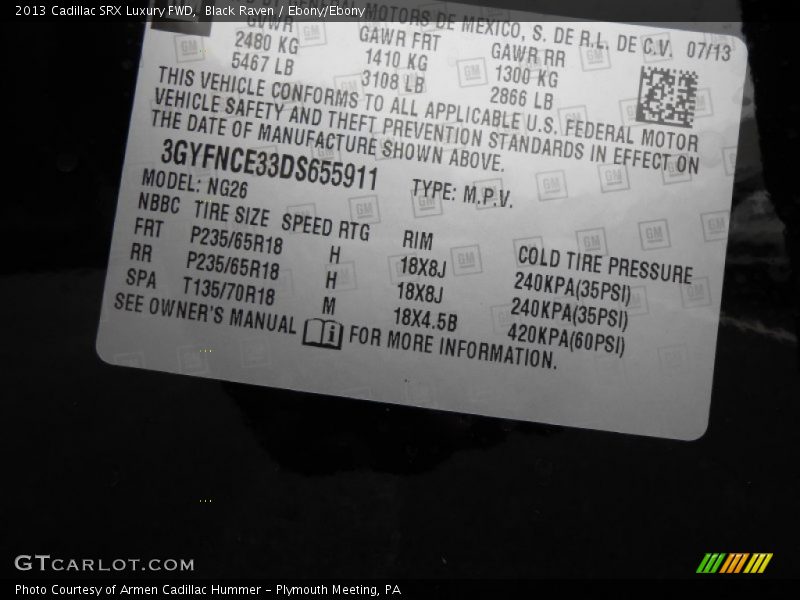 2013 Cadillac SRX Luxury FWD, Black Raven / Ebony/Ebony
GENERAL MOTORS DE MEXICO, S. DE R.L. DE C.V. 07/13
GVWR GAWR FRT GAWR RR
2480 KG 1410 KG 1300 KG
5467 LB 3108 LB 2866 LB
THIS VEHICLE CONFORMS TO ALL APPLICABLE U.S. FEDERAL MOTOR
VEHICLE SAFETY AND THEFT PREVENTION STANDARDS IN EFFECT ON
THE DATE OF MANUFACTURE SHOWN ABOVE.
3GYFNCE33DS655911 TYPE: M.P.V.
MODEL: NG26
NBBC TIRE SIZE SPEED RTG RIM COLD TIRE PRESSURE
FRT P235/65R18 H 18X8J 240KPA(35PSI)
RR P235/65R18 H 18X8J 240KPA(35PSI)
SPA T135/70R18 M 18X4.5B 420KPA(60PSI)
SEE OWNER'S MANUAL i FOR MORE INFORMATION.
GTCARLOT.COM
Photo Courtesy of Armen Cadillac Hummer - Plymouth Meeting, PA